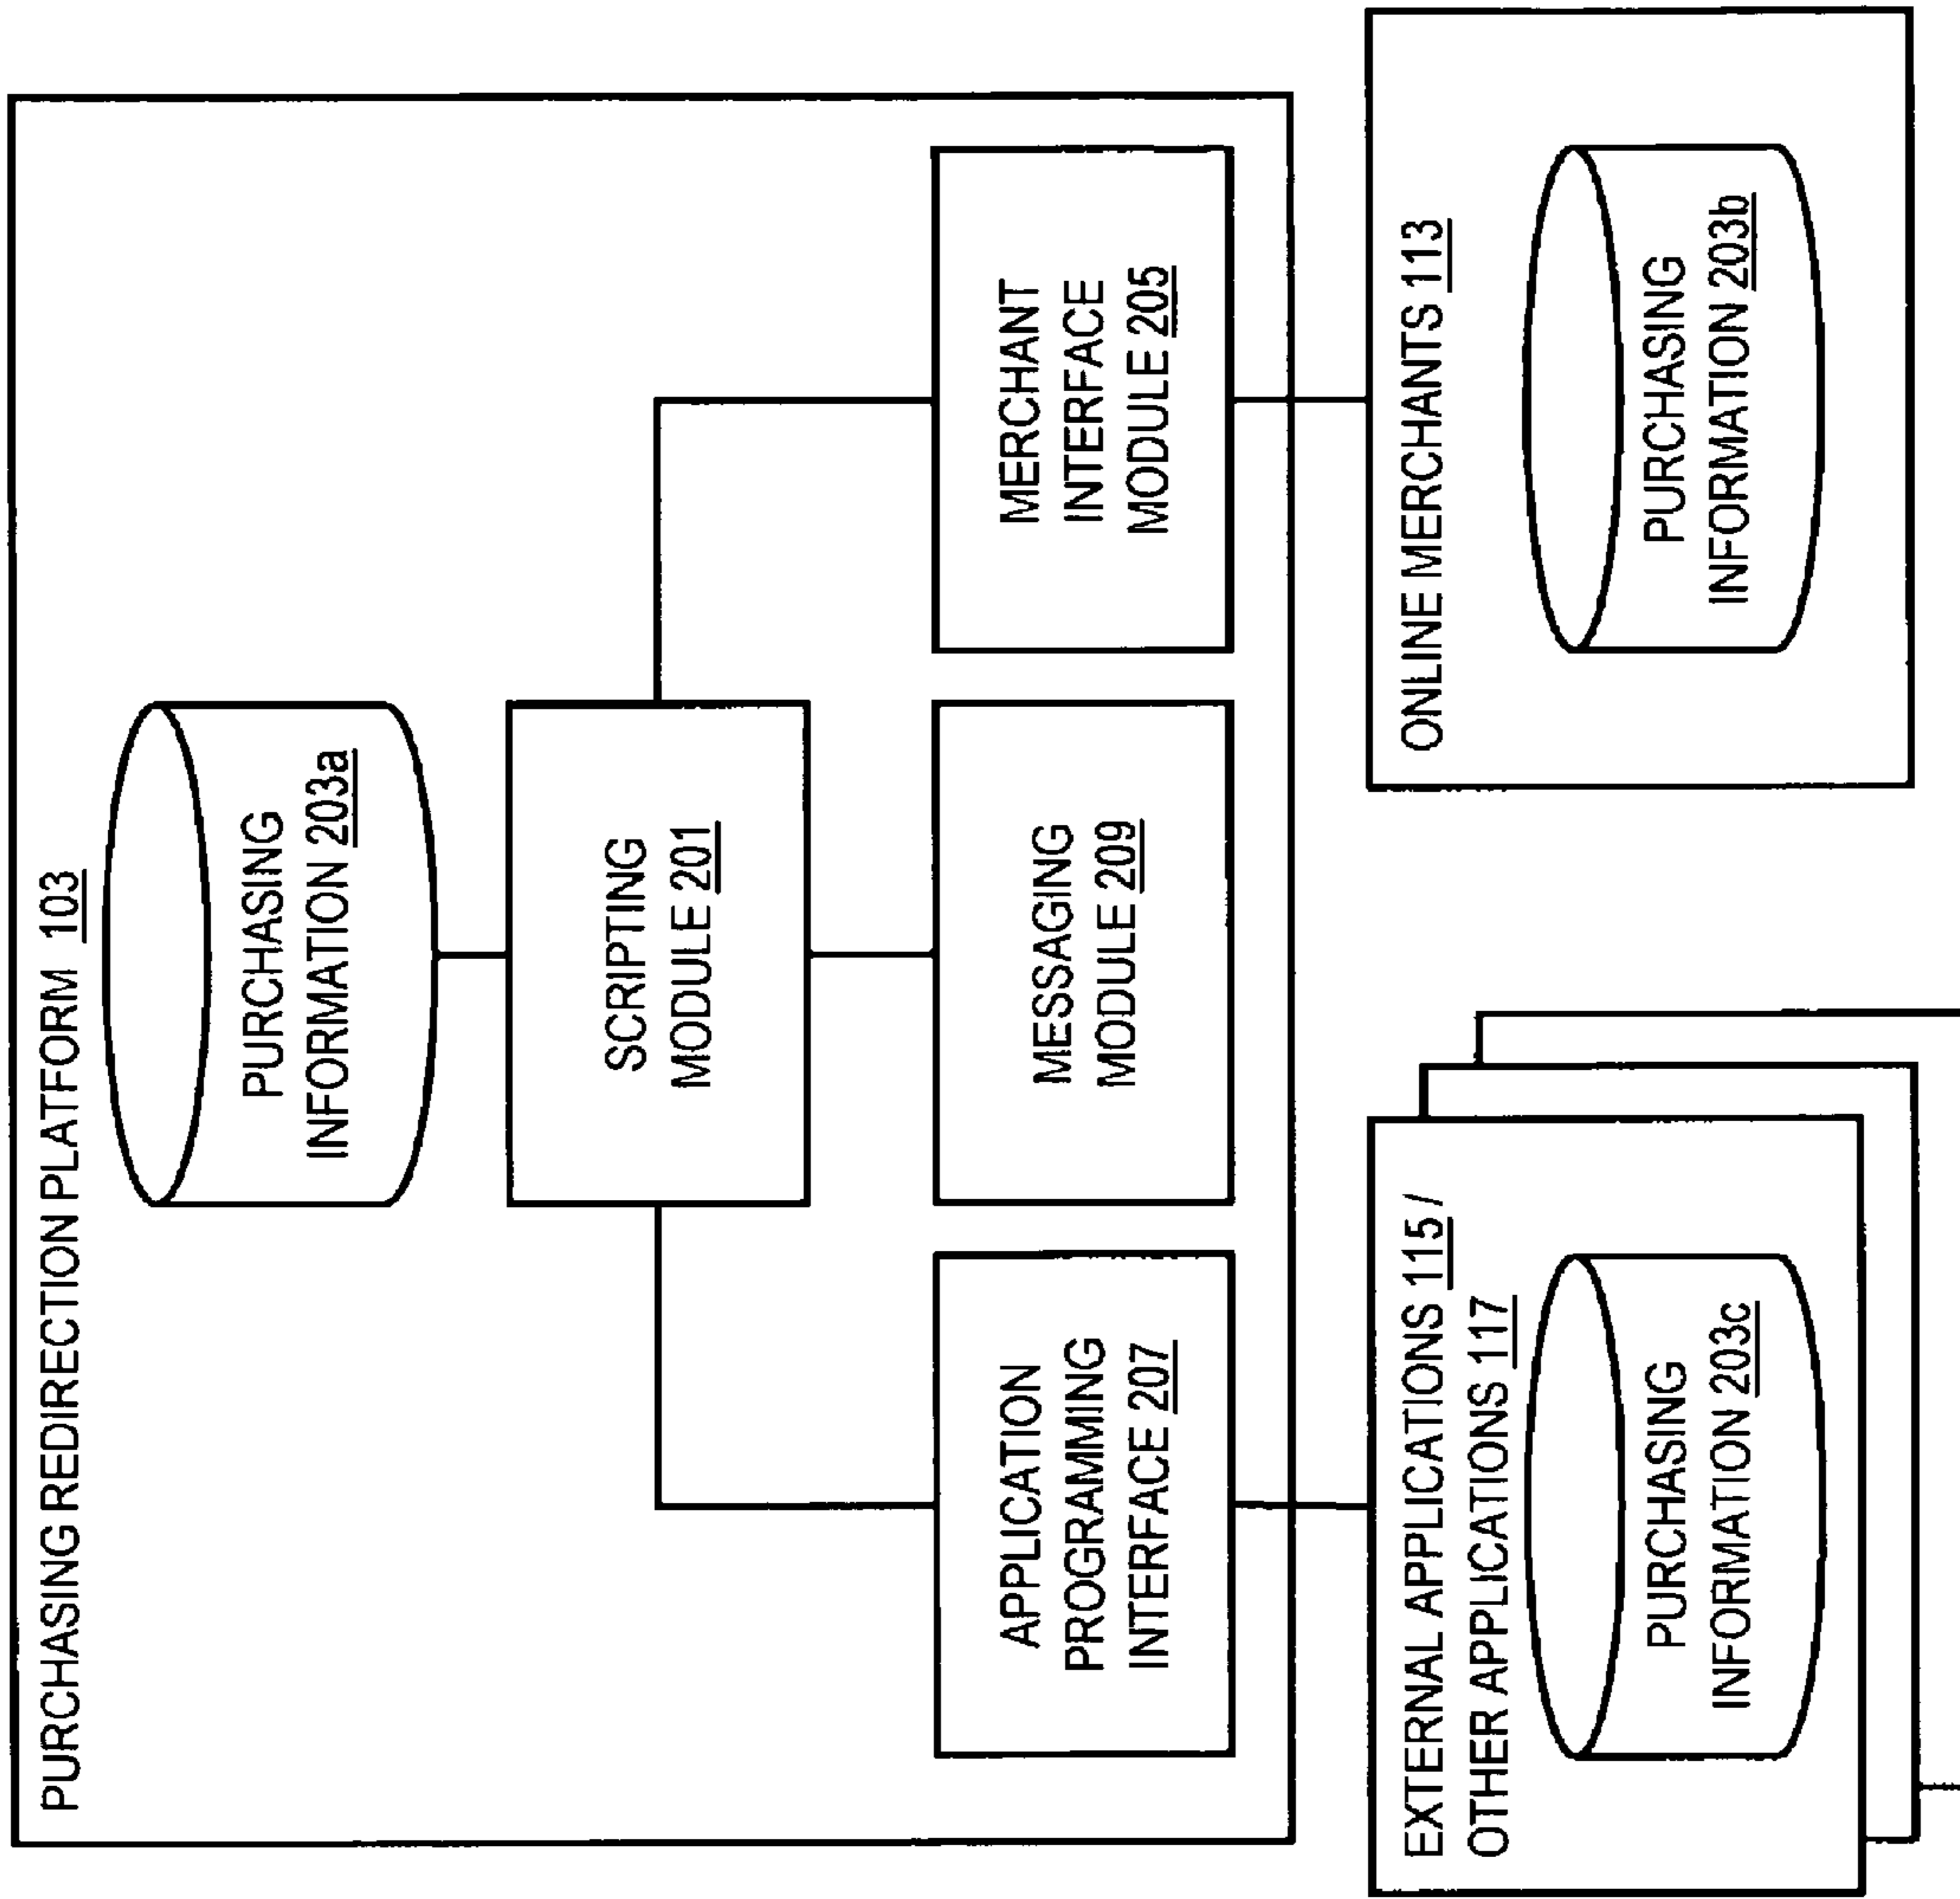 PURCHASING REDIRECTION PLATFORM 103
PURCHASING
INFORMATION 203a
SCRIPTING
MODULE 201
APPLICATION
PROGRAMMING
INTERFACE 207
MESSAGING
MODULE 209
MERCHANT
INTERFACE
MODULE 205
EXTERNAL APPLICATIONS 115 /
OTHER APPLICATIONS 117
PURCHASING
INFORMATION 203c
ONLINE MERCHANTS 113
PURCHASING
INFORMATION 203b